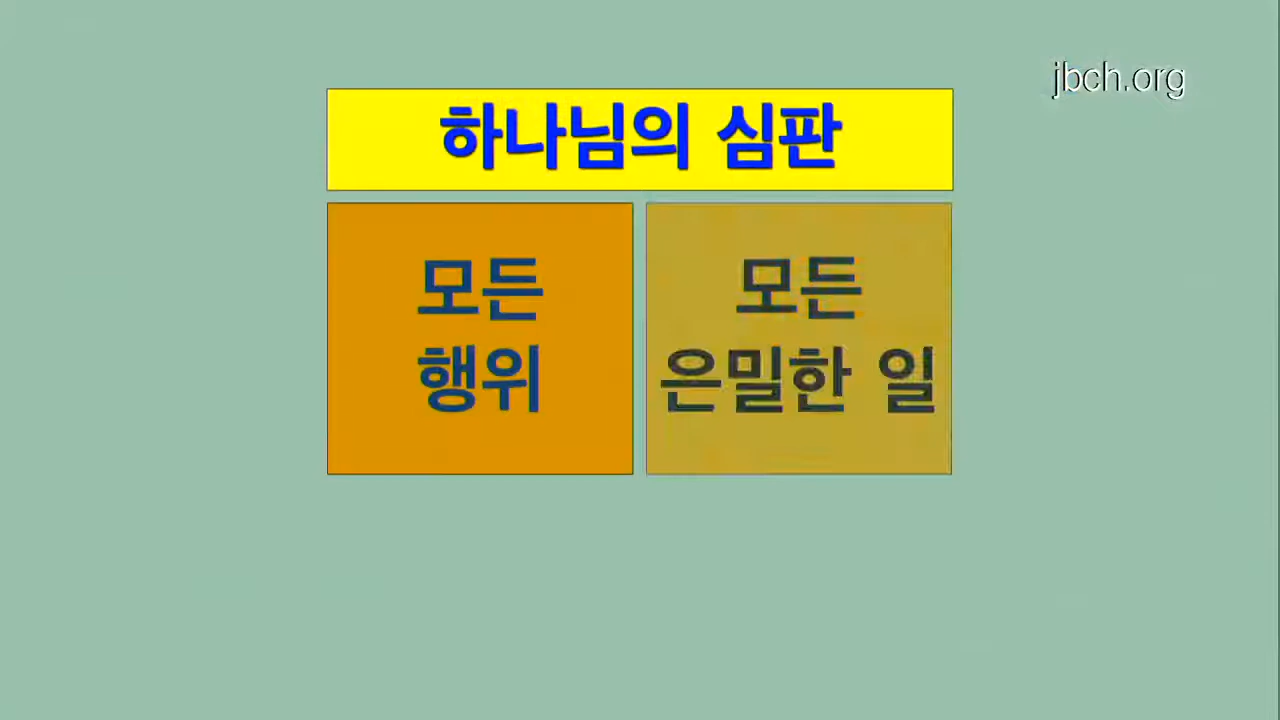 jbch.org
하나님의 심판
모든
행위
모든
은밀한 일